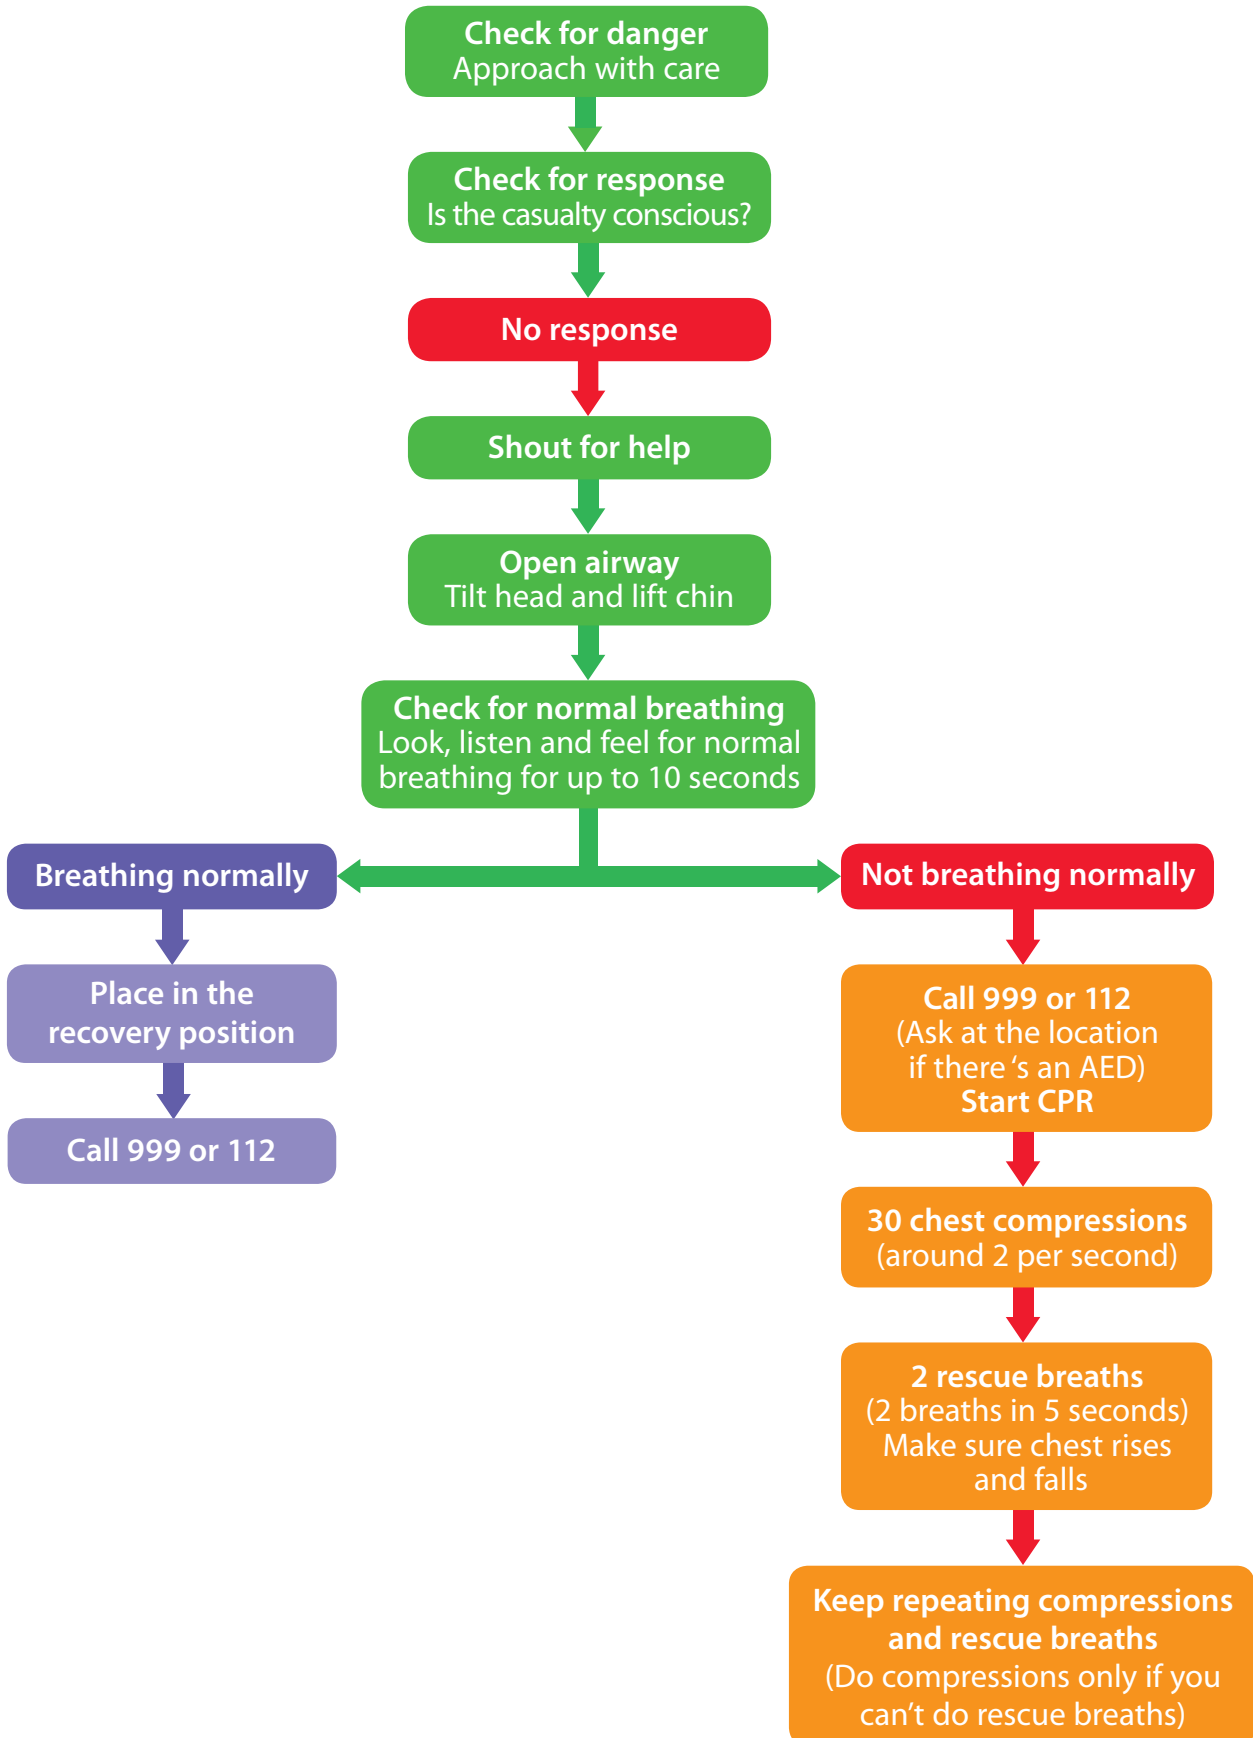 Check for danger
Approach with care
Check for response
Is the casualty conscious?
No response
Shout for help
Open airway
Tilt head and lift chin
Check for normal breathing
Look, listen and feel for normal
breathing for up to 10 seconds
Breathing normally
Place in the
recovery position
Call 999 or 112
Not breathing normally
Call 999 or 112
(Ask at the location
if there ‘s an AED)
Start CPR
30 chest compressions
(around 2 per second)
2 rescue breaths
(2 breaths in 5 seconds)
Make sure chest rises
and falls
Keep repeating compressions
and rescue breaths
(Do compressions only if you
can’t do rescue breaths)